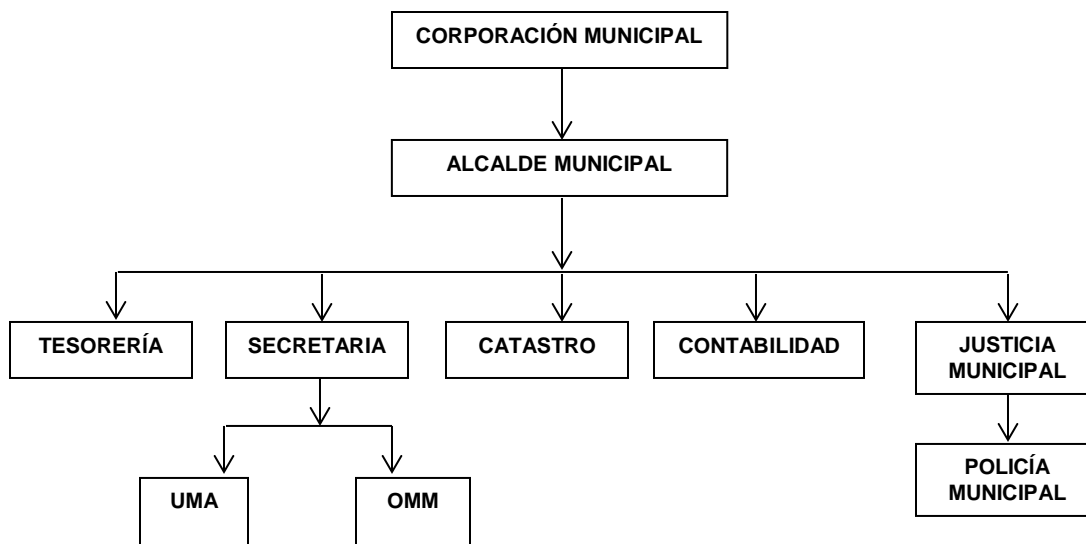 CORPORACIÓN MUNICIPAL
ALCALDE MUNICIPAL
TESORERÍA
SECRETARIA
CATASTRO
CONTABILIDAD
JUSTICIA
MUNICIPAL
UMA
OMM
POLICÍA
MUNICIPAL